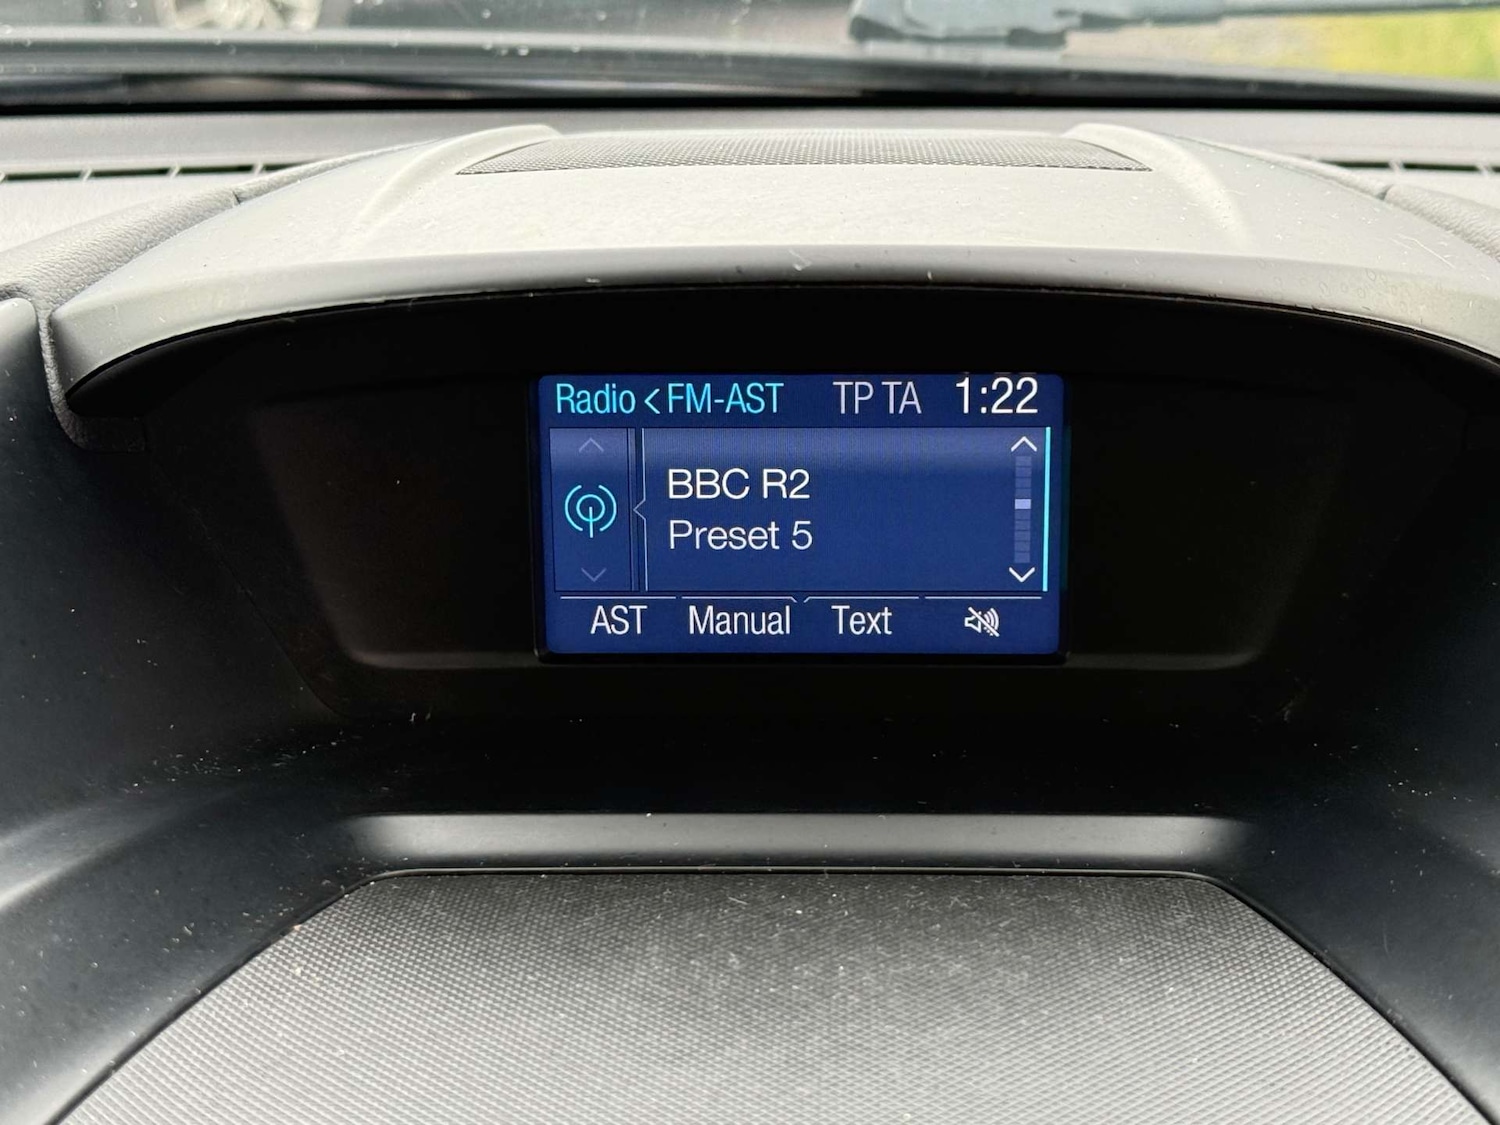 Radio < FM-AST TP TA 1:22
BBC R2
Preset 5
AST Manual Text